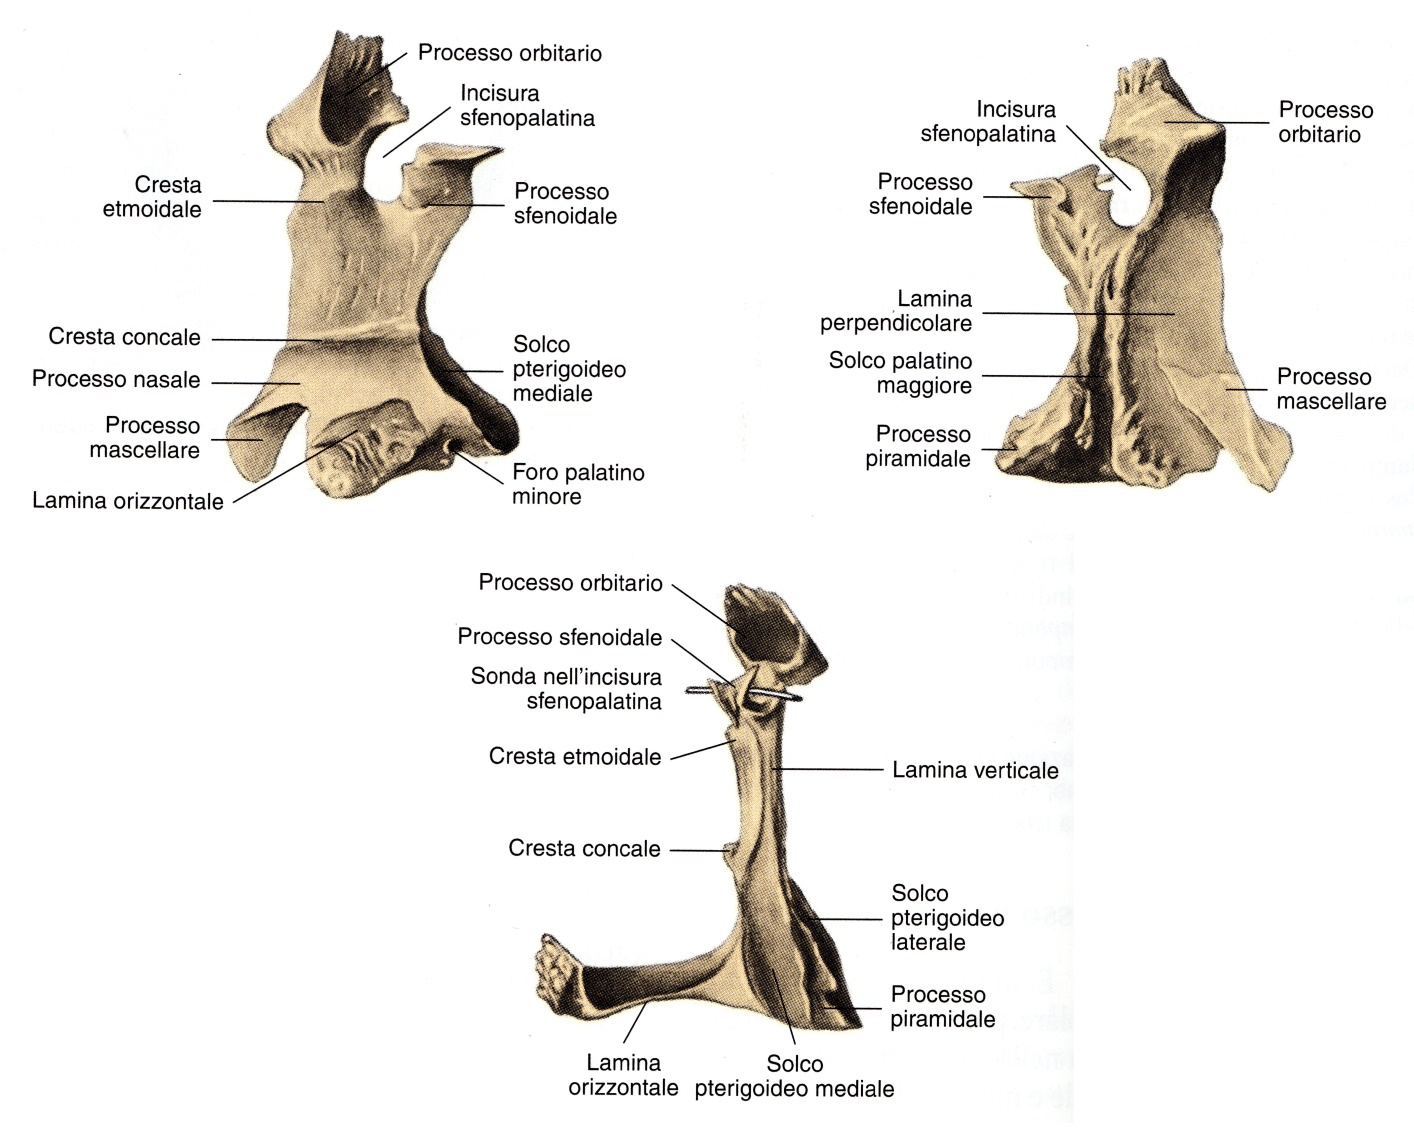 Processo orbitario
Incisura
sfenopalatina
Cresta
etmoidale
Processo
sfenoidale
Cresta concale
Processo nasale
Processo
mascellare
Lamina orizzontale
Solco
pterigoideo
mediale
Foro palatino
minore
Incisura
sfenopalatina
Processo
orbitario
Processo
sfenoidale
Lamina
perpendicolare
Solco palatino
maggiore
Processo
mascellare
Processo
piramidale
Processo orbitario
Processo sfenoidale
Sonda nell'incisura
sfenopalatina
Cresta etmoidale
Lamina verticale
Cresta concale
Solco
pterigoideo
laterale
Processo
piramidale
Lamina
orizzontale
Solco
pterigoideo mediale